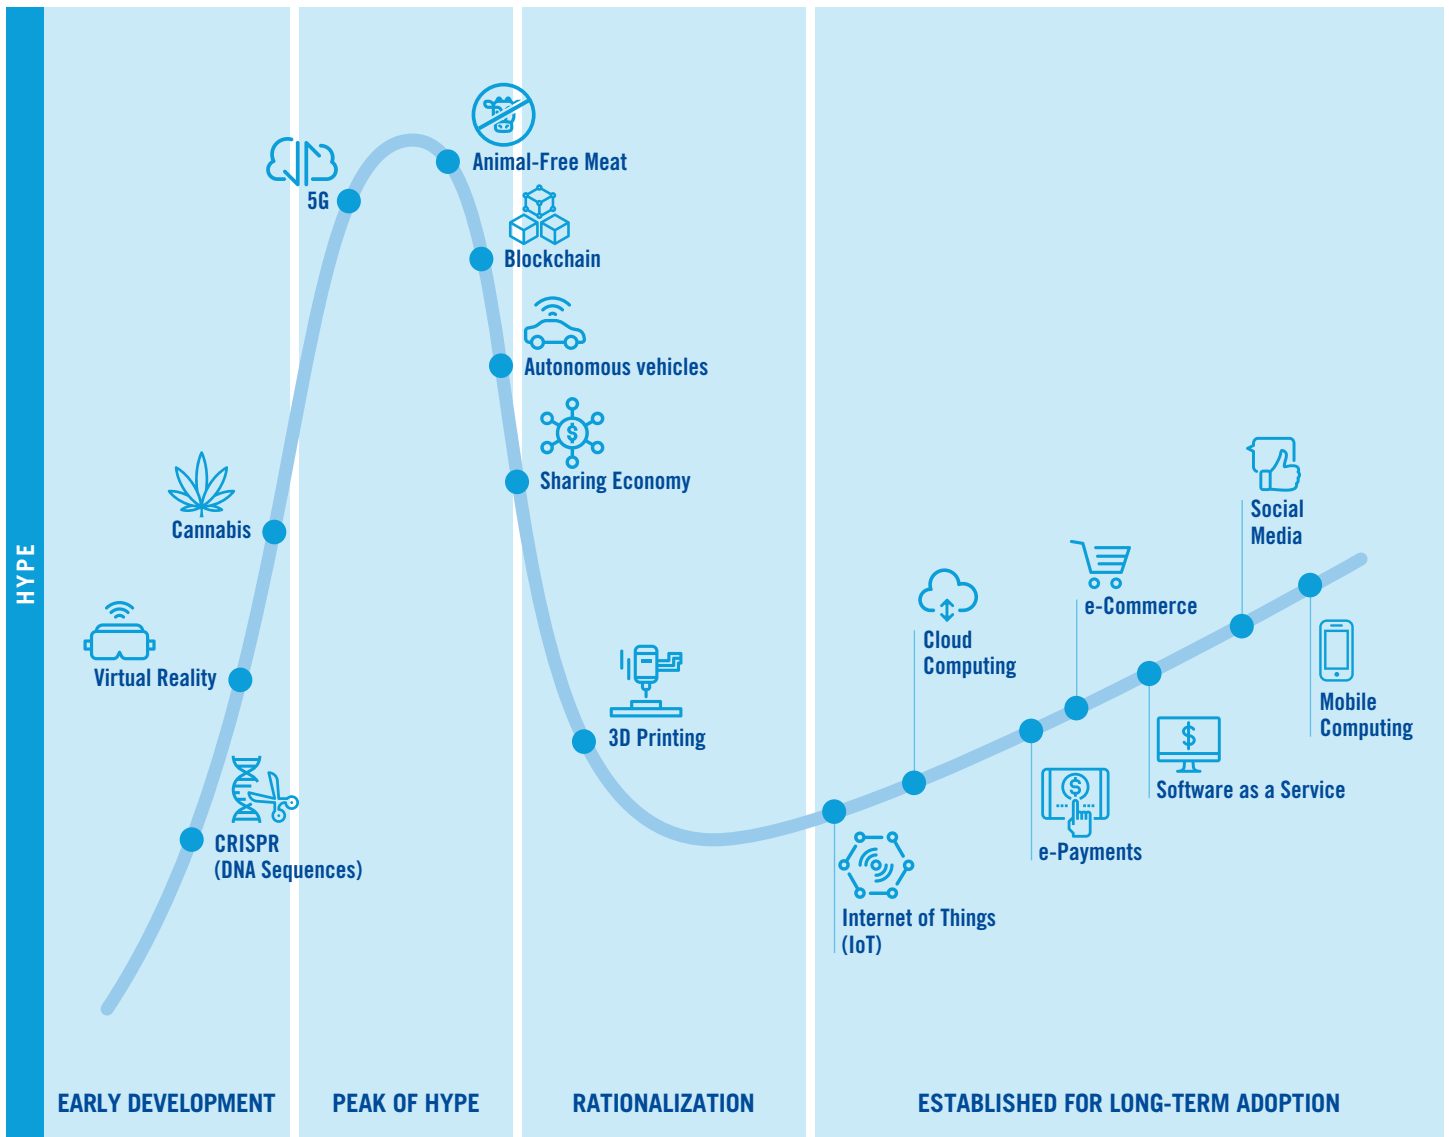 HYPE
Animal-Free Meat
5G
Blockchain
Autonomous vehicles
Sharing Economy
Cannabis
Virtual Reality
CRISPR
(DNA Sequences)
3D Printing
Internet of Things
(IoT)
Cloud
Computing
e-Payments
e-Commerce
Software as a Service
Social
Media
Mobile
Computing
EARLY DEVELOPMENT
PEAK OF HYPE
RATIONALIZATION
ESTABLISHED FOR LONG-TERM ADOPTION